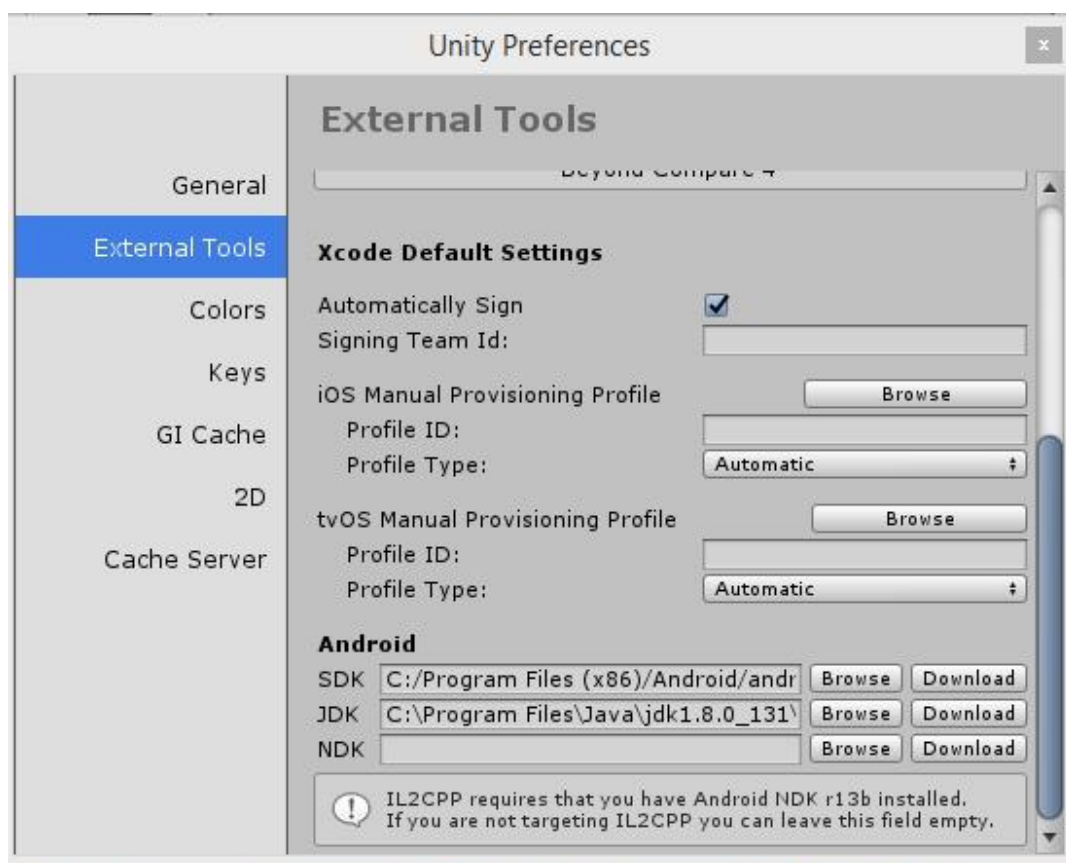 Unity Preferences
x
External Tools
General
External Tools
Colors
Keys
GI Cache
2D
Cache Server
Beyond Compare 4
Xcode Default Settings
Automatically Sign
Signing Team Id:
iOS Manual Provisioning Profile Browse
Profile ID:
Profile Type: Automatic
tvOS Manual Provisioning Profile Browse
Profile ID:
Profile Type: Automatic
Android
SDK C:/Program Files (x86)/Android/andr Browse Download
JDK C:\Program Files\Java\jdk1.8.0_131\ Browse Download
NDK Browse Download
IL2CPP requires that you have Android NDK r13b installed.
If you are not targeting IL2CPP you can leave this field empty.